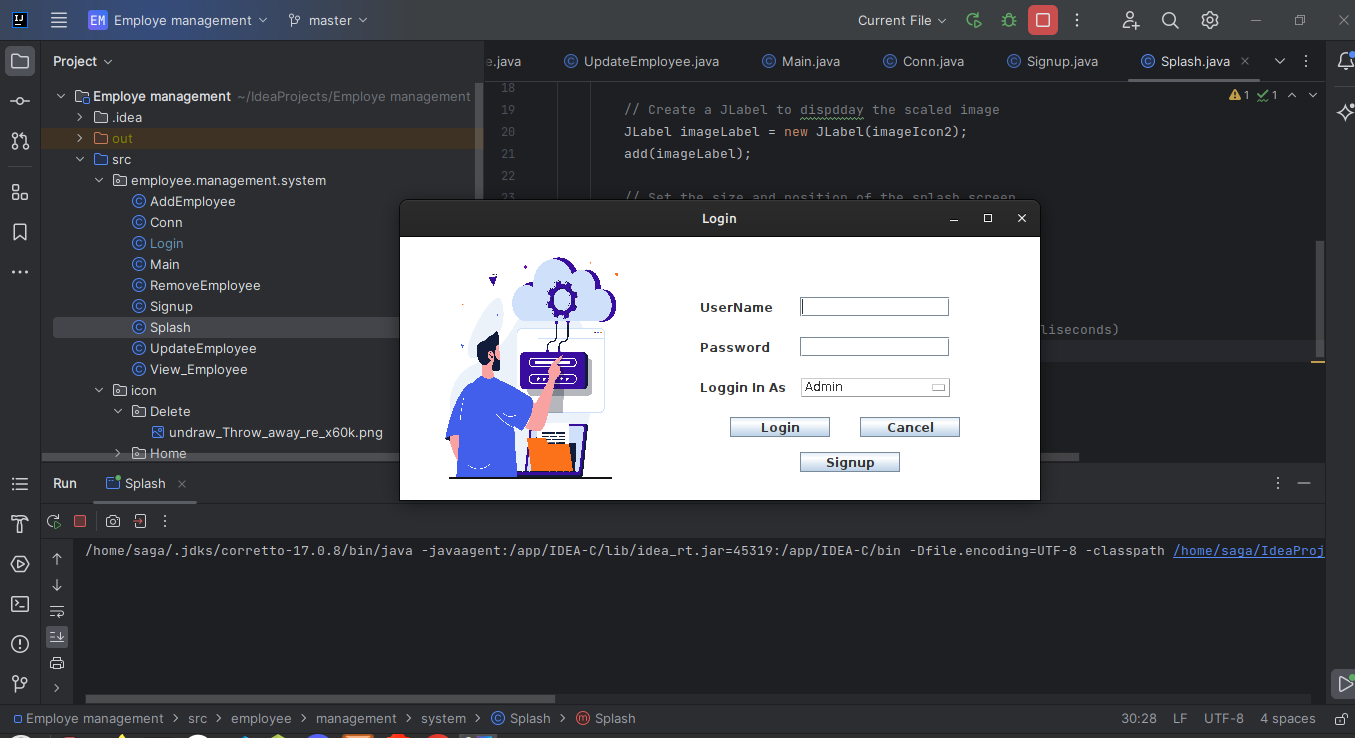 EM Employe management master Current File
Project
e.java UpdateEmployee.java Main.java Conn.java Signup.java Splash.java
Employe management ~/IdeaProjects/Employe management
.idea
out
src
employee.management.system
AddEmployee
Conn
Login
Main
RemoveEmployee
Signup
Splash
UpdateEmployee
View_Employee
icon
Delete
undraw_Throw_away_re_x60k.png
Home
18
19 // Create a JLabel to dispdday the scaled image
20 JLabel imageLabel = new JLabel(imageIcon2);
21 add(imageLabel);
22
23 // Set the size and position of the splash screen
1 1
liseconds)
Login
UserName
Password
Loggin In As Admin
Login Cancel
Signup
Run Splash
/home/saga/.jdks/corretto-17.0.8/bin/java -javaagent:/app/IDEA-C/lib/idea_rt.jar=45319:/app/IDEA-C/bin -Dfile.encoding=UTF-8 -classpath /home/saga/IdeaProj
Employe management > src > employee > management > system > Splash > Splash 30:28 LF UTF-8 4 spaces